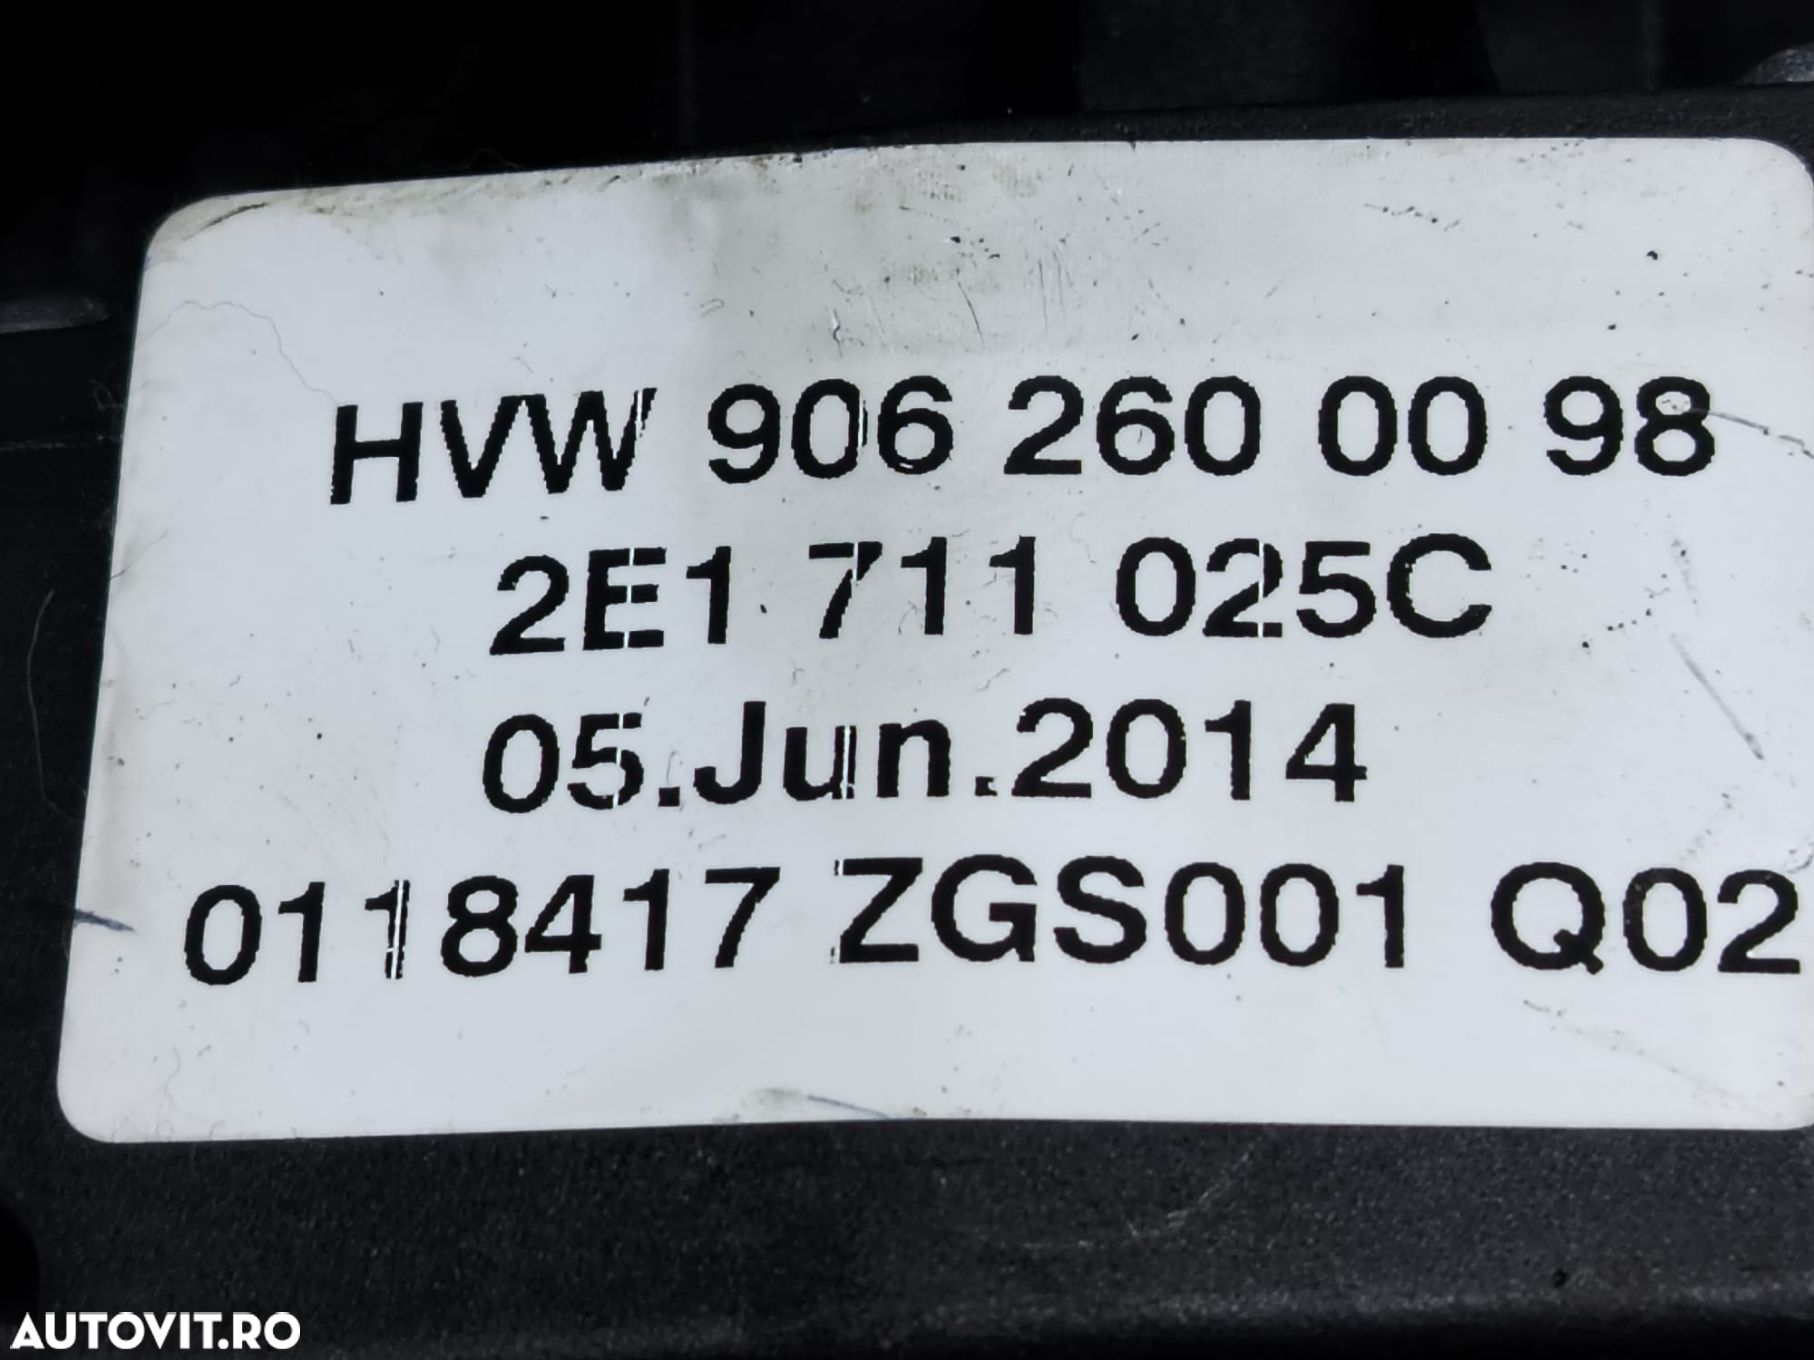 HVW 906 260 00 98
2E1 711 025C
05.Jun.2014
0118417 ZGS001 Q02
AUTOVIT.RO